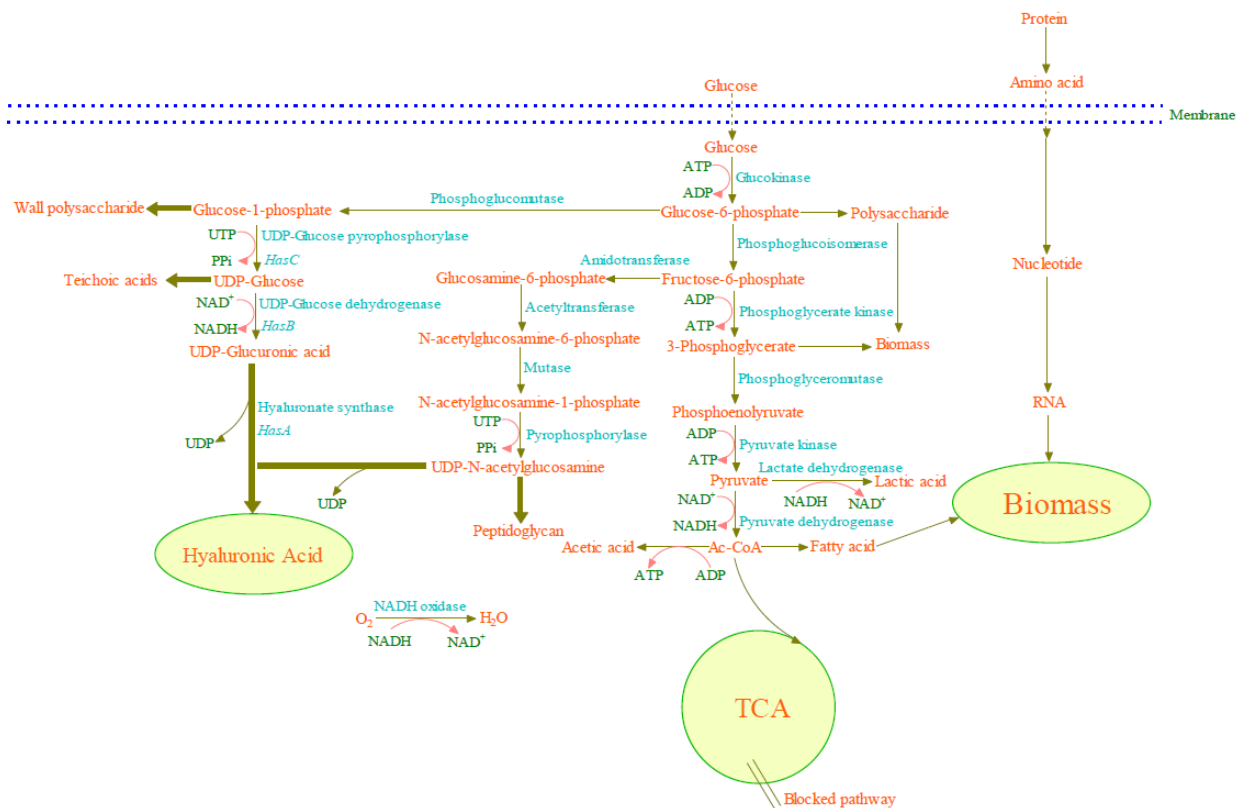 Protein
Glucose
Amino acid
Membrane
Glucose
ATP
Glucokinase
ADP
Phosphoglucomutase
Wall polysaccharide
Glucose-1-phosphate
Glucose-6-phosphate
Polysaccharide
UTP
UDP-Glucose pyrophosphorylase
Phosphoglucoisomerase
PPi
HasC
Amidotransferase
Nucleotide
Teichoic acids
UDP-Glucose
Glucosamine-6-phosphate
Fructose-6-phosphate
NAD+
UDP-Glucose dehydrogenase
Acetyltransferase
ADP
Phosphglycerate kinase
NADH
HasB
ATP
N-acetylglucosamine-6-phosphate
3-Phosphoglycerate
Biomass
UDP-Glucuronic acid
Mutase
Phosphoglyceromutase
Hyaluronate synthase
N-acetylglucosamine-1-phosphate
Phosphoenolyruvate
RNA
HasA
UTP
Pyrophosphorylase
ADP
Pyruvate kinase
UDP
PPi
ATP
Lactate dehydrogenase
UDP-N-acetylglucosamine
Pyruvate
Lactic acid
UDP
NAD+
NADH
NAD+
Biomass
NADH
Pyruvate dehydrogenase
Peptidoglycan
Hyaluronic Acid
Acetic acid
Ac-CoA
Fatty acid
ATP
ADP
NADH oxidase
O2
H2O
NADH
NAD+
TCA
Blocked pathway